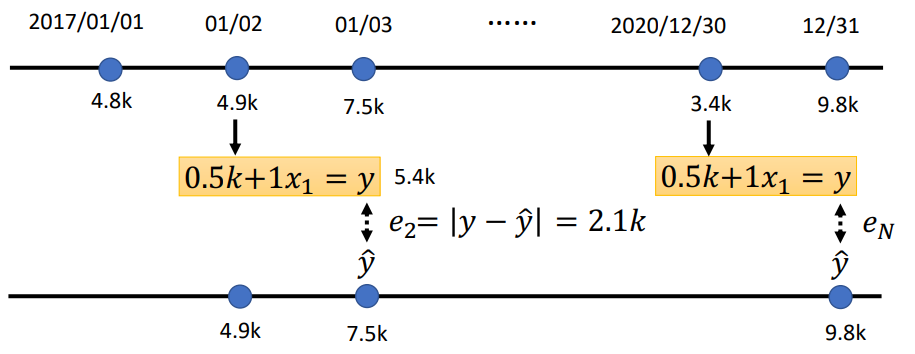 2017/01/01 01/02 01/03 …… 2020/12/30 12/31
4.8k 4.9k 7.5k 3.4k 9.8k
0.5k+1x₁ = y 5.4k 0.5k+1x₁ = y
e₂= |y − ŷ| = 2.1k e_N
ŷ ŷ
4.9k 7.5k 9.8k